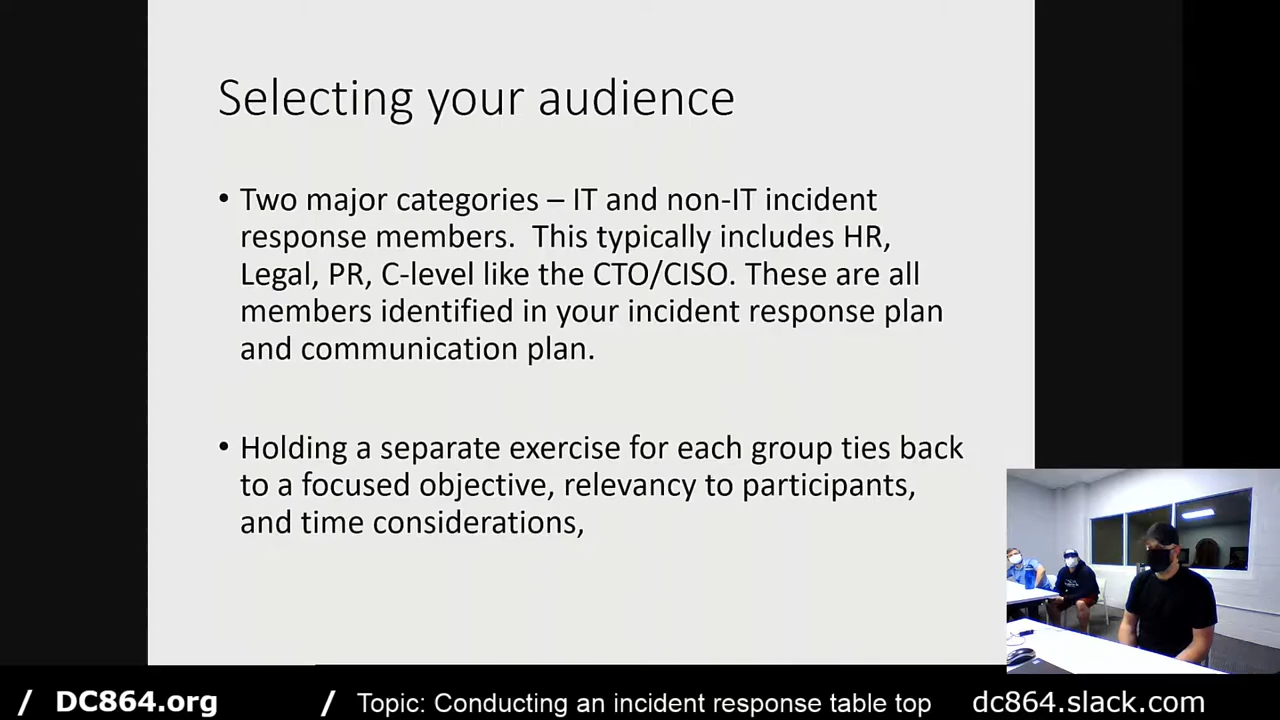 Selecting your audience
• Two major categories – IT and non-IT incident
response members.  This typically includes HR,
Legal, PR, C-level like the CTO/CISO. These are all
members identified in your incident response plan
and communication plan.
• Holding a separate exercise for each group ties back
to a focused objective, relevancy to participants,
and time considerations,
/ DC864.org / Topic: Conducting an incident response table top dc864.slack.com